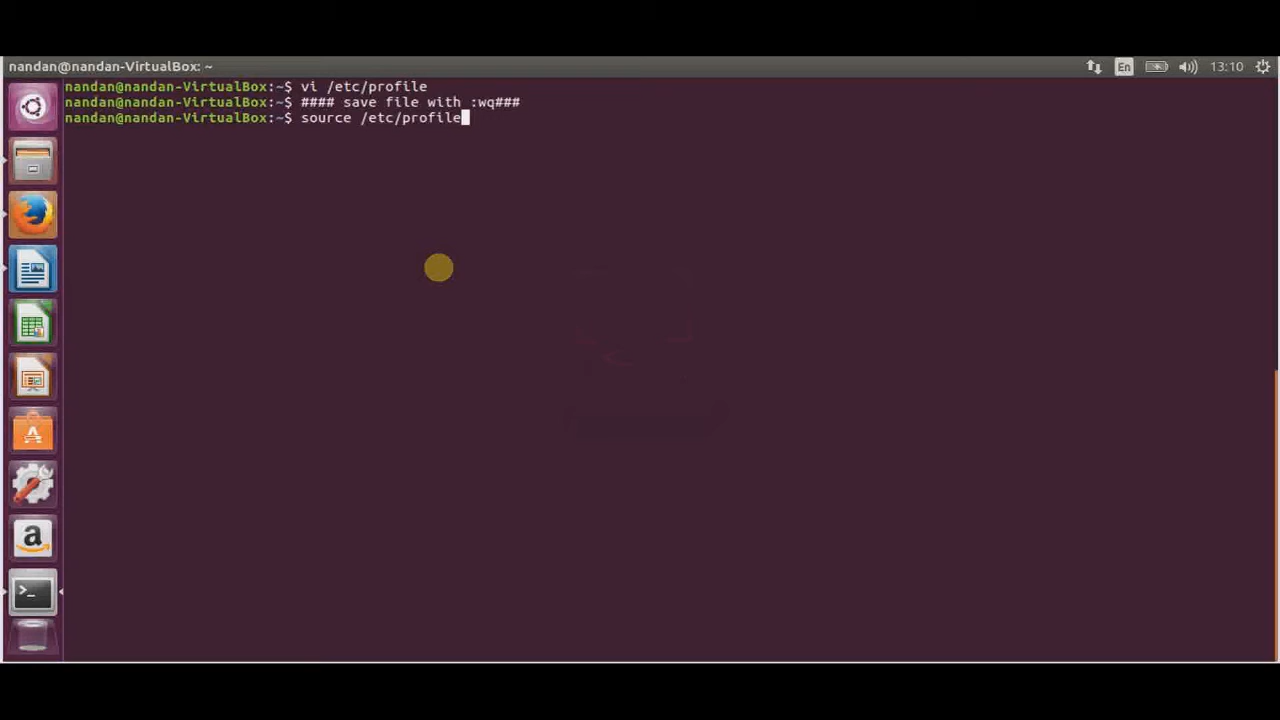 nandan@nandan-VirtualBox: ~
En
13:10
nandan@nandan-VirtualBox:~$ vi /etc/profile
nandan@nandan-VirtualBox:~$ #### save file with :wq###
nandan@nandan-VirtualBox:~$ source /etc/profile